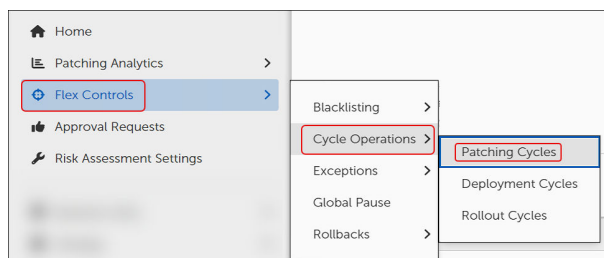 Home
Patching Analytics
Flex Controls
Approval Requests
Risk Assessment Settings
Blacklisting
Cycle Operations
Exceptions
Global Pause
Rollbacks
Patching Cycles
Deployment Cycles
Rollout Cycles